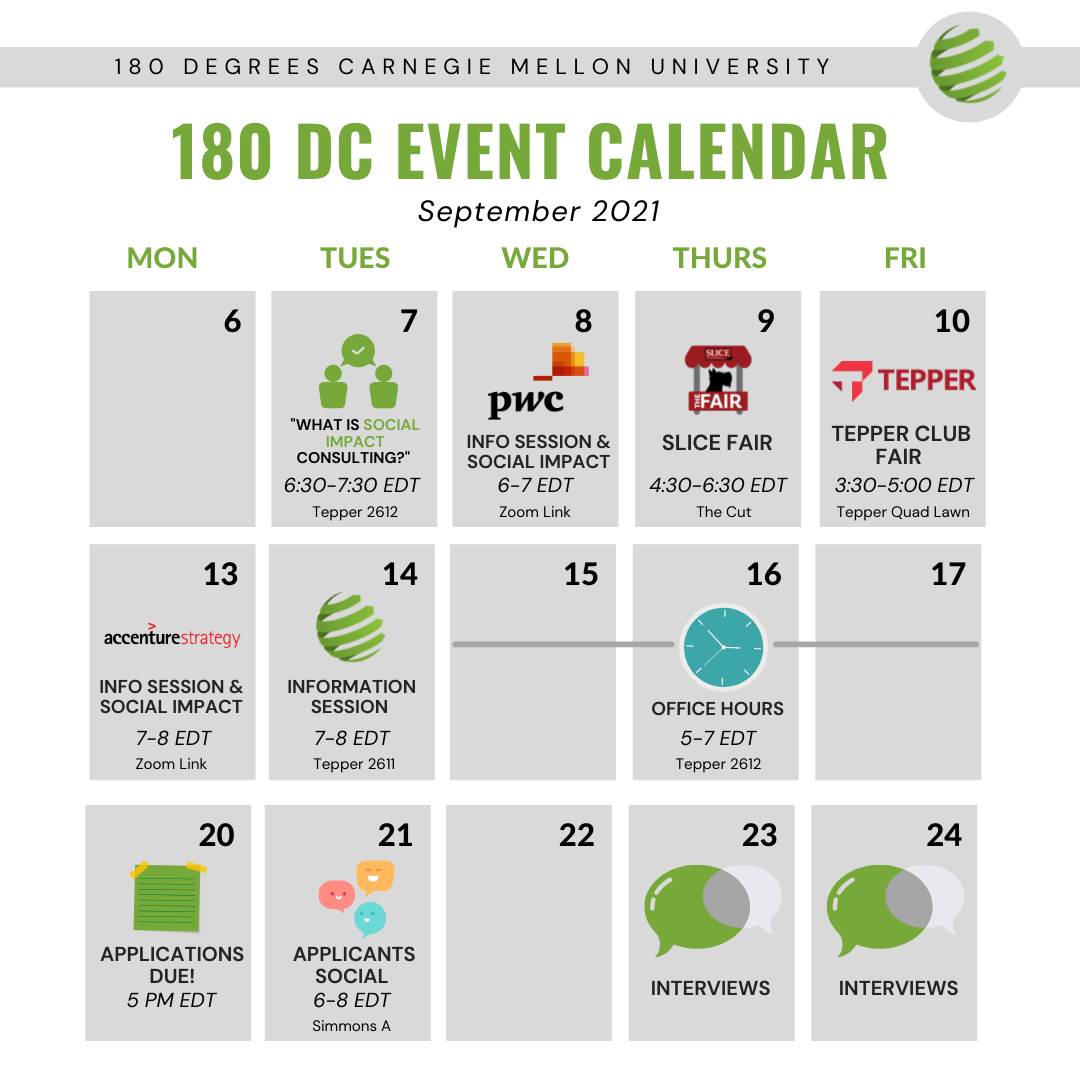 180 DEGREES CARNEGIE MELLON UNIVERSITY
180 DC EVENT CALENDAR
September 2021
MON TUES WED THURS FRI
6
7
"WHAT IS SOCIAL
IMPACT
CONSULTING?"
6:30-7:30 EDT
Tepper 2612
8
pwc
INFO SESSION &
SOCIAL IMPACT
6-7 EDT
Zoom Link
9
SLICE
THE FAIR
SLICE FAIR
4:30-6:30 EDT
The Cut
10
TEPPER
TEPPER CLUB
FAIR
3:30-5:00 EDT
Tepper Quad Lawn
13
accenturestrategy
INFO SESSION &
SOCIAL IMPACT
7-8 EDT
Zoom Link
14
INFORMATION
SESSION
7-8 EDT
Tepper 2611
15
16
OFFICE HOURS
5-7 EDT
Tepper 2612
17
20
APPLICATIONS
DUE!
5 PM EDT
21
APPLICANTS
SOCIAL
6-8 EDT
Simmons A
22
23
INTERVIEWS
24
INTERVIEWS